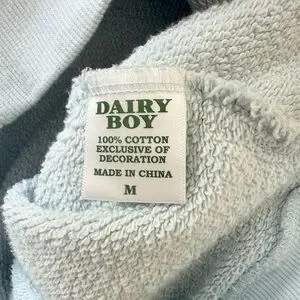 DAIRY
BOY
100% COTTON
EXCLUSIVE OF
DECORATION
MADE IN CHINA
M